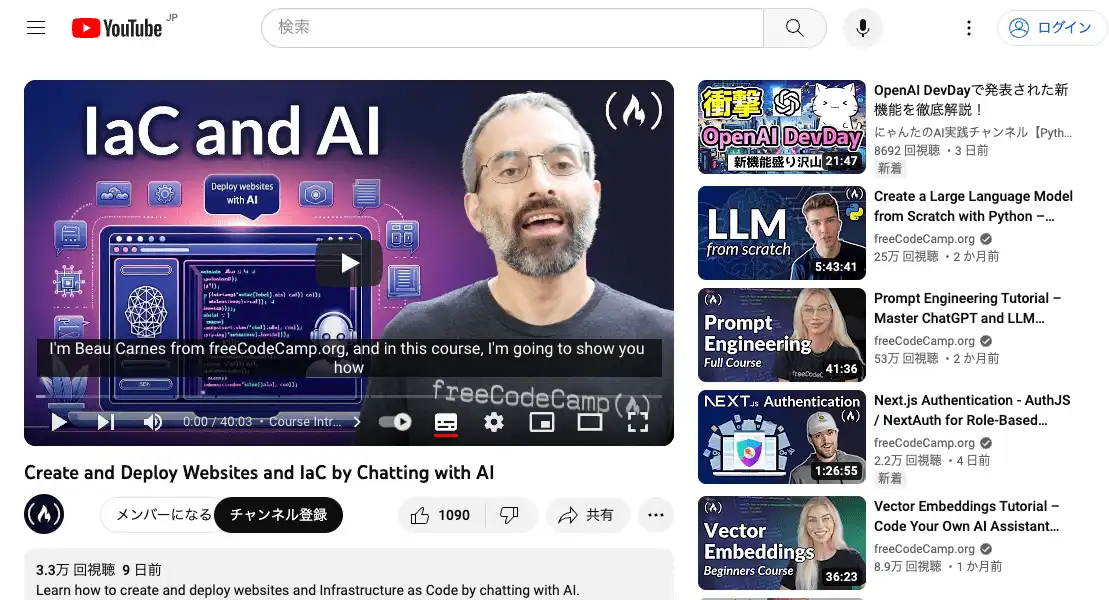 YouTube JP
検索
ログイン
IaC and AI
Deploy websites
with AI
I'm Beau Carnes from freeCodeCamp.org, and in this course, I'm going to show you
how
freeCodeCamp(
0:00 / 40:03 • Course Intr...
Create and Deploy Websites and IaC by Chatting with AI
メンバーになる
チャンネル登録
1090
共有
3.3万 回視聴 9 日前
Learn how to create and deploy websites and Infrastructure as Code by chatting with AI.
衝撃
OpenAI DevDay
新機能盛り沢山
21:47
OpenAI DevDayで発表された新
機能を徹底解説！
にゃんたのAI実践チャンネル【Pyth...
8692 回視聴 • 3 日前
新着
LLM
from scratch
5:43:41
Create a Large Language Model
from Scratch with Python –...
freeCodeCamp.org
25万 回視聴 • 2 か月前
Prompt
Engineering
Full Course
41:36
Prompt Engineering Tutorial –
Master ChatGPT and LLM...
freeCodeCamp.org
53万 回視聴 • 2 か月前
NEXT.js Authentication
1:26:55
Next.js Authentication - AuthJS
/ NextAuth for Role-Based...
freeCodeCamp.org
2.2万 回視聴 • 4 日前
新着
Vector
Embeddings
Beginners Course
36:23
Vector Embeddings Tutorial –
Code Your Own AI Assistant...
freeCodeCamp.org
8.9万 回視聴 • 1 か月前